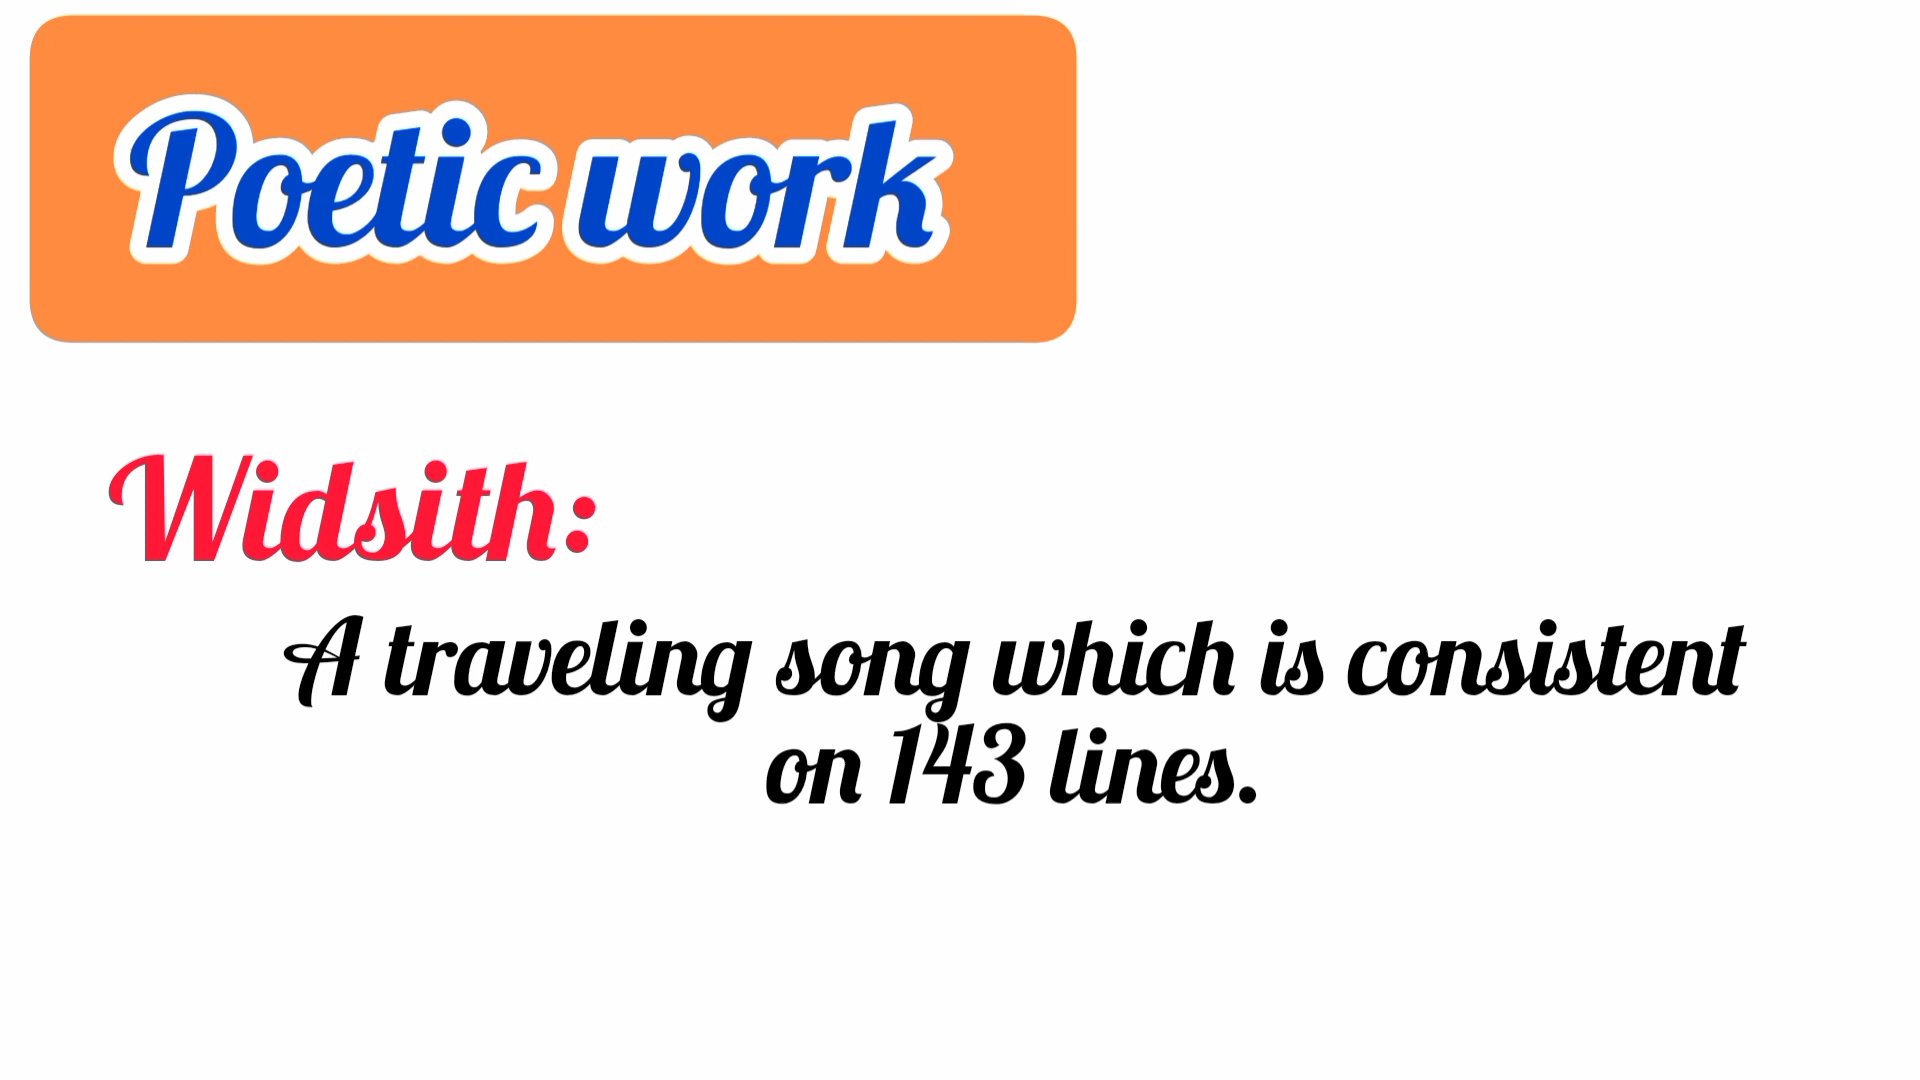 Poetic work
Widsith:
A traveling song which is consistent
on 143 lines.